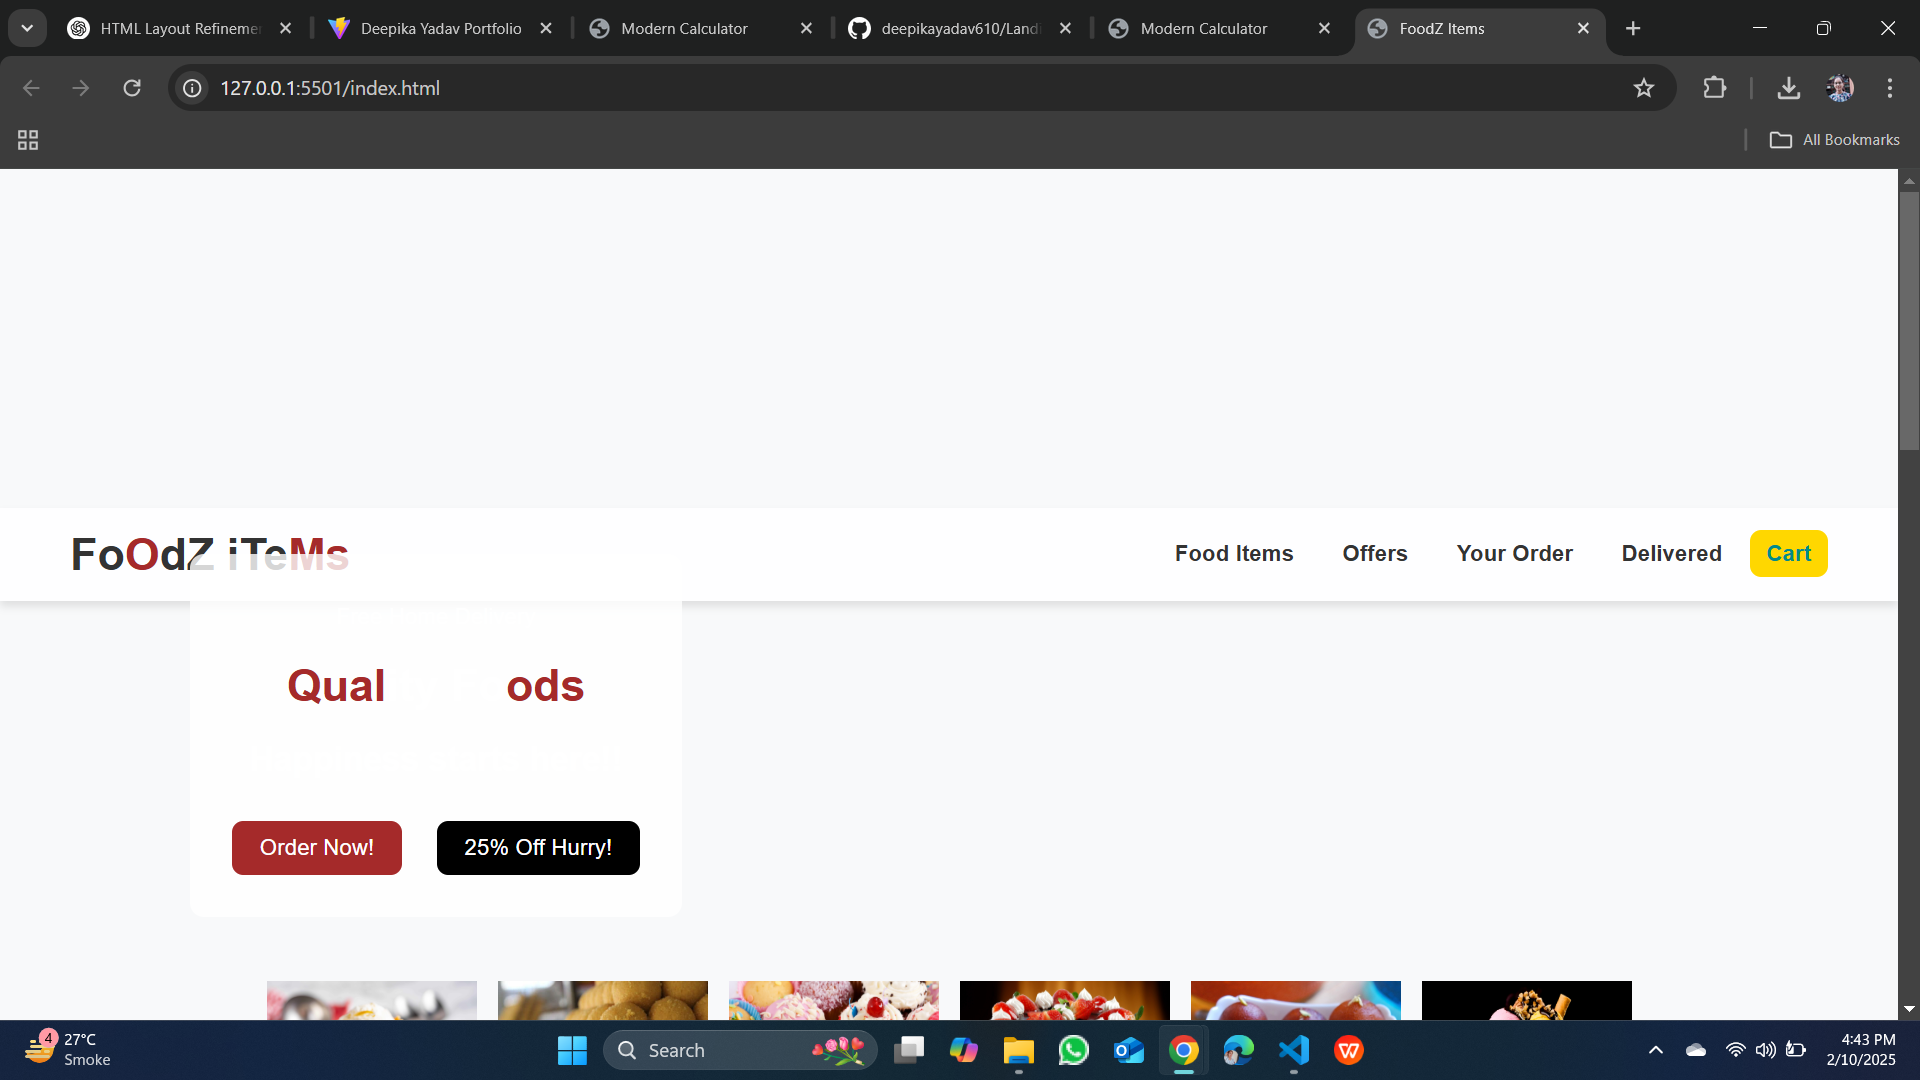 HTML Layout Refinemer
Deepika Yadav Portfolio
Modern Calculator
deepikayadav610/Landi
Modern Calculator
FoodZ Items
127.0.0.1:5501/index.html
All Bookmarks
FoOdZ iTeMs
Food Items
Offers
Your Order
Delivered
Cart
Qual ods
Order Now!
25% Off Hurry!
4
27°C
Smoke
Search
4:43 PM
2/10/2025